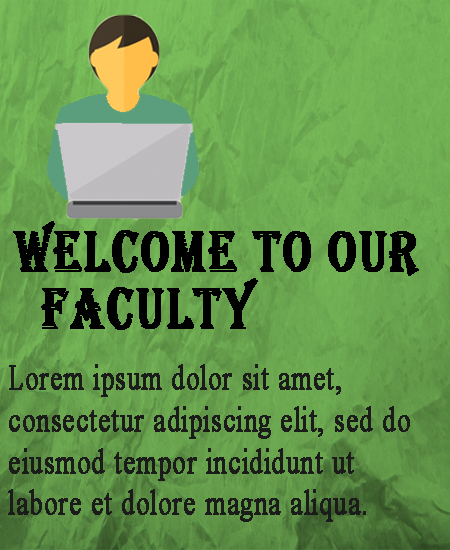 WELCOME TO OUR
FACULTY
Lorem ipsum dolor sit amet,
consectetur adipiscing elit, sed do
eiusmod tempor incididunt ut
labore et dolore magna aliqua.